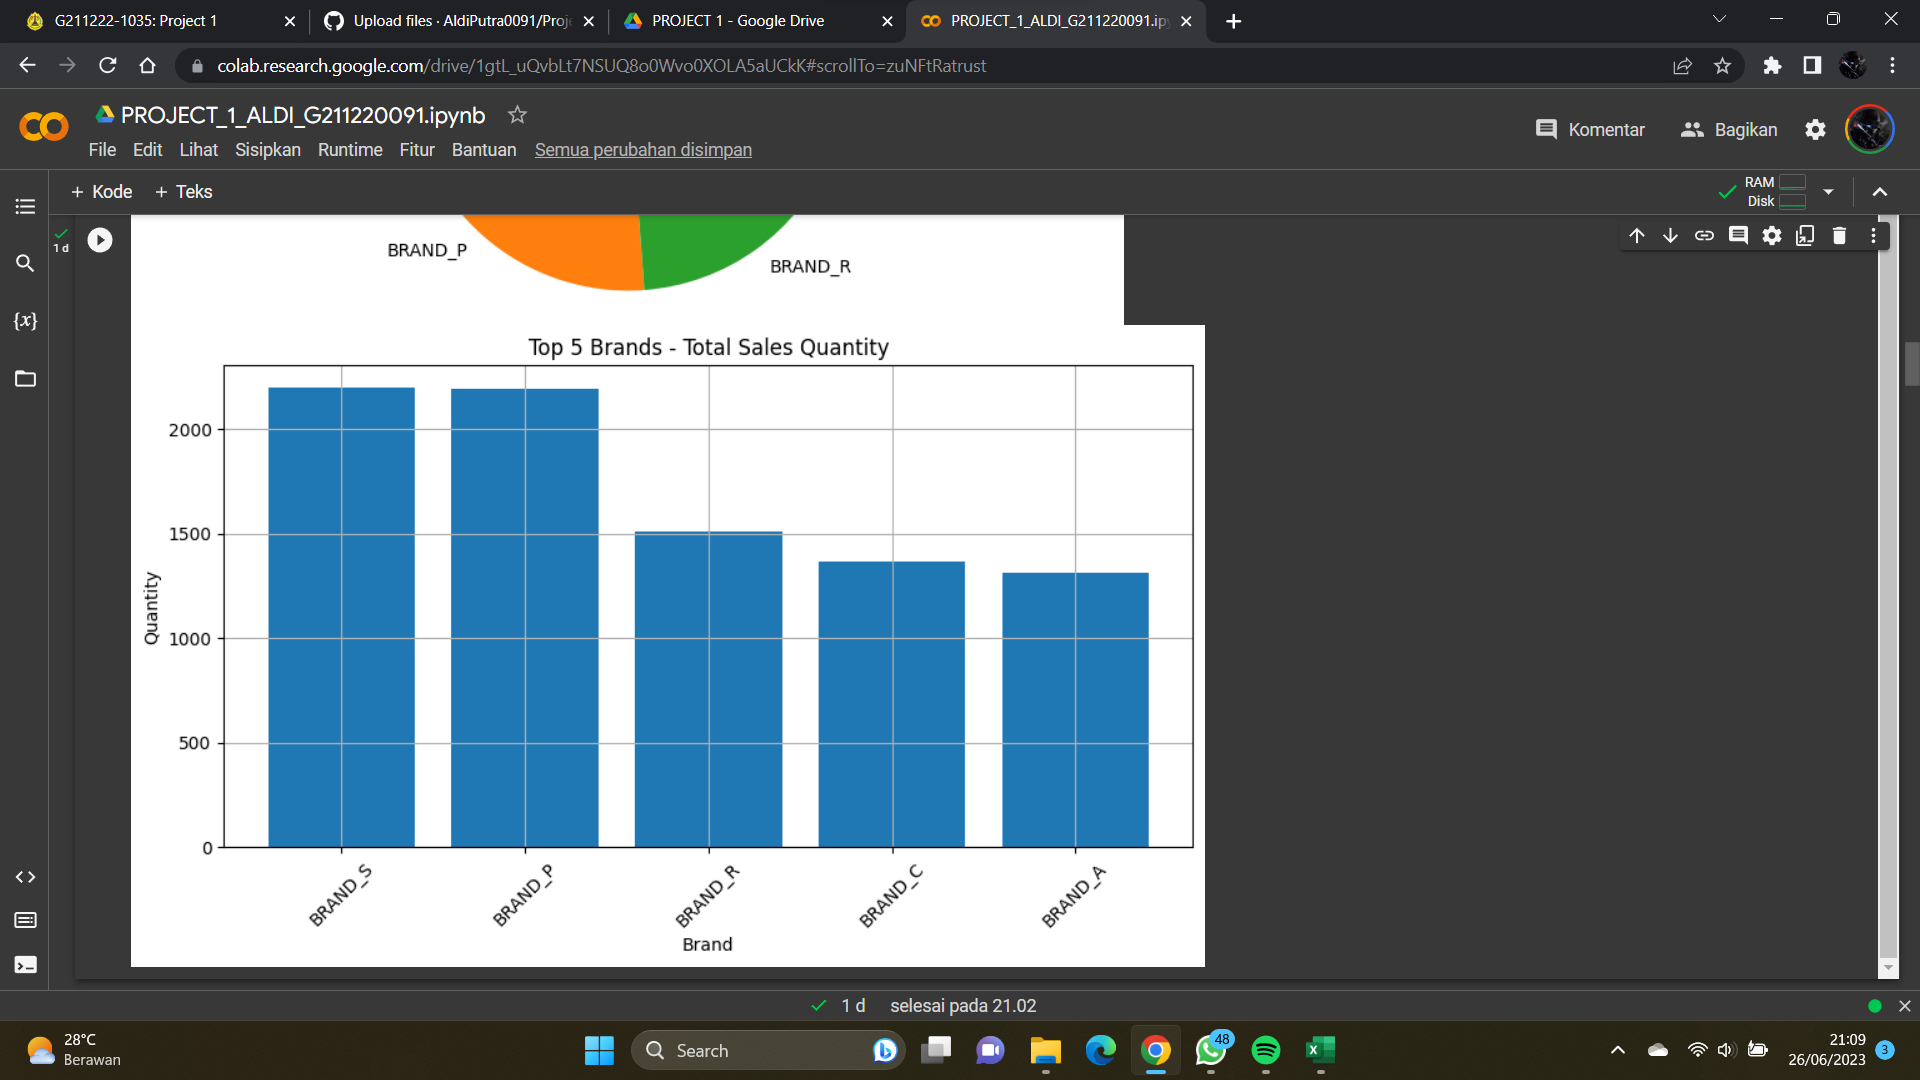 G211222-1035: Project 1
Upload files · AldiPutra0091/Proje
PROJECT 1 - Google Drive
PROJECT_1_ALDI_G211220091.ip
colab.research.google.com/drive/1gtL_uQvbLt7NSUQ8o0Wvo0XOLA5aUCkK#scrollTo=zuNFtRatrust
PROJECT_1_ALDI_G211220091.ipynb
Komentar
Bagikan
File Edit Lihat Sisipkan Runtime Fitur Bantuan Semua perubahan disimpan
+ Kode + Teks
RAM
Disk
1 d
{x}
BRAND_P
BRAND_R
Top 5 Brands - Total Sales Quantity
2000
1500
1000
500
0
Quantity
BRAND_S
BRAND_P
BRAND_R
BRAND_C
BRAND_A
Brand
1 d selesai pada 21.02
28°C
Berawan
Search
48
21:09
26/06/2023
3